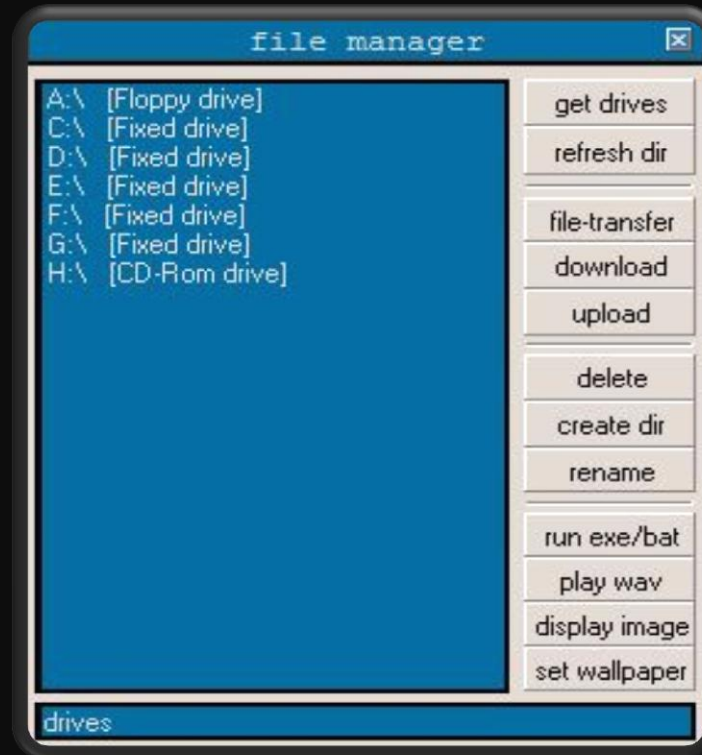 file manager
A:\ [Floppy drive]
C:\ [Fixed drive]
D:\ [Fixed drive]
E:\ [Fixed drive]
F:\ [Fixed drive]
G:\ [Fixed drive]
H:\ [CD-Rom drive]
get drives
refresh dir
file-transfer
download
upload
delete
create dir
rename
run exe/bat
play wav
display image
set wallpaper
drives